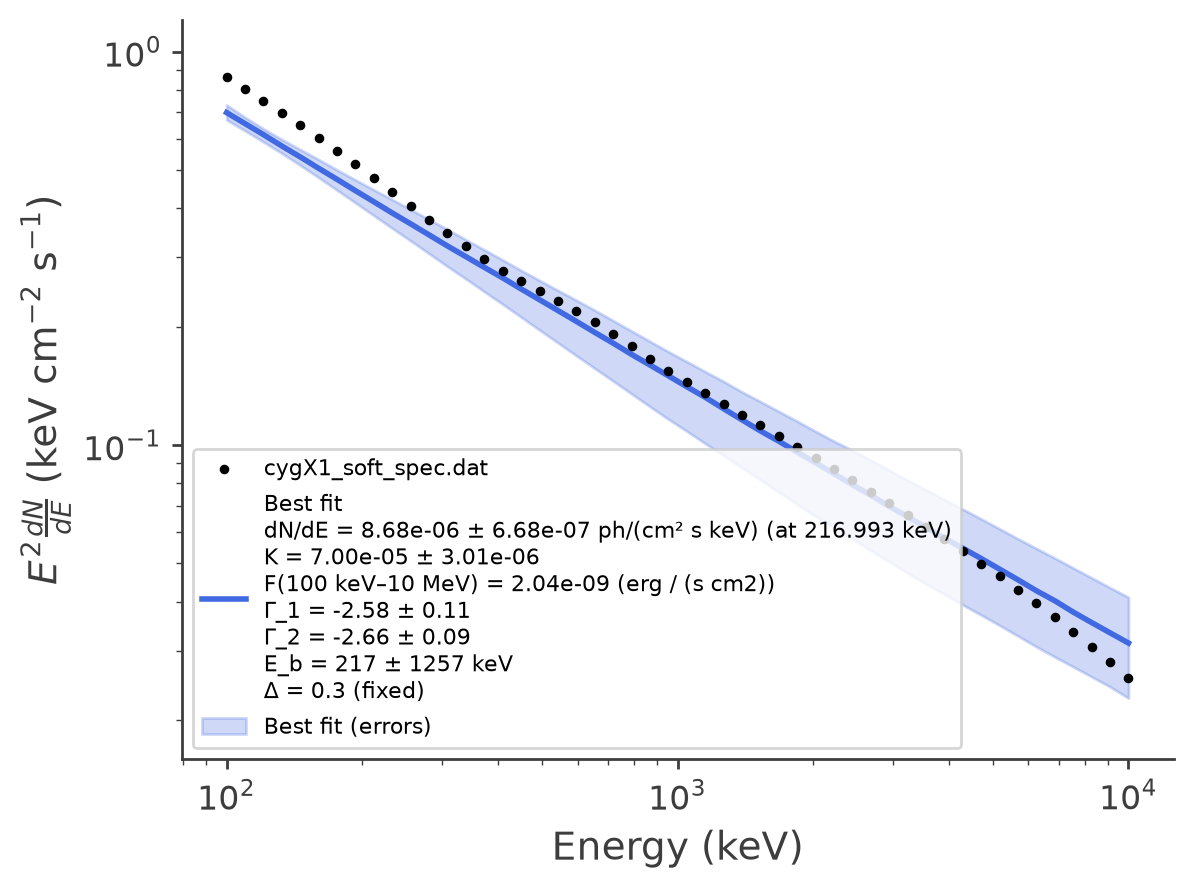 10⁰
10⁻¹
E² dN/dE (keV cm⁻² s⁻¹)
cygX1_soft_spec.dat
Best fit
dN/dE = 8.68e-06 ± 6.68e-07 ph/(cm² s keV) (at 216.993 keV)
K = 7.00e-05 ± 3.01e-06
F(100 keV–10 MeV) = 2.04e-09 (erg / (s cm2))
Γ_1 = -2.58 ± 0.11
Γ_2 = -2.66 ± 0.09
E_b = 217 ± 1257 keV
Δ = 0.3 (fixed)
Best fit (errors)
10² 10³ 10⁴
Energy (keV)